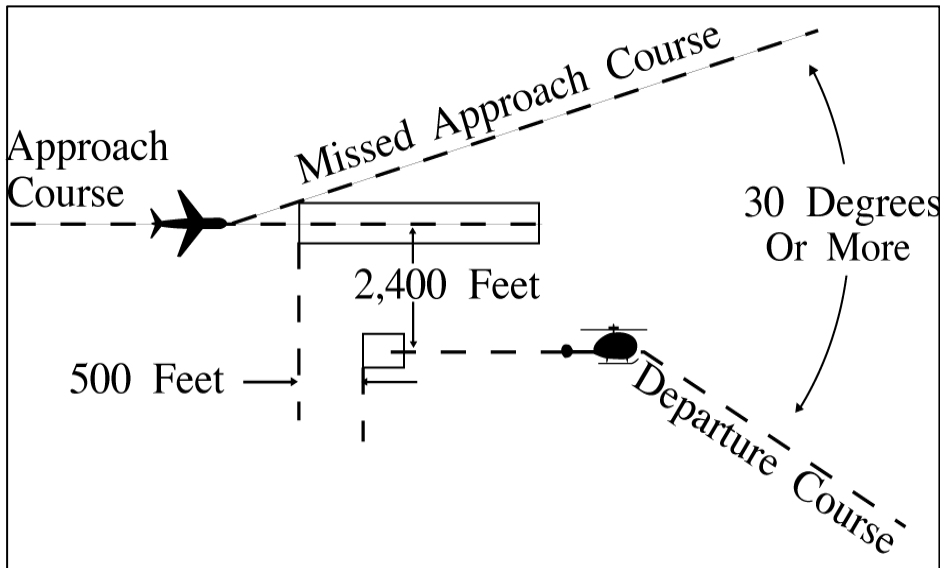 Missed Approach Course
Approach
Course
30 Degrees
Or More
2,400 Feet
500 Feet
Departure Course